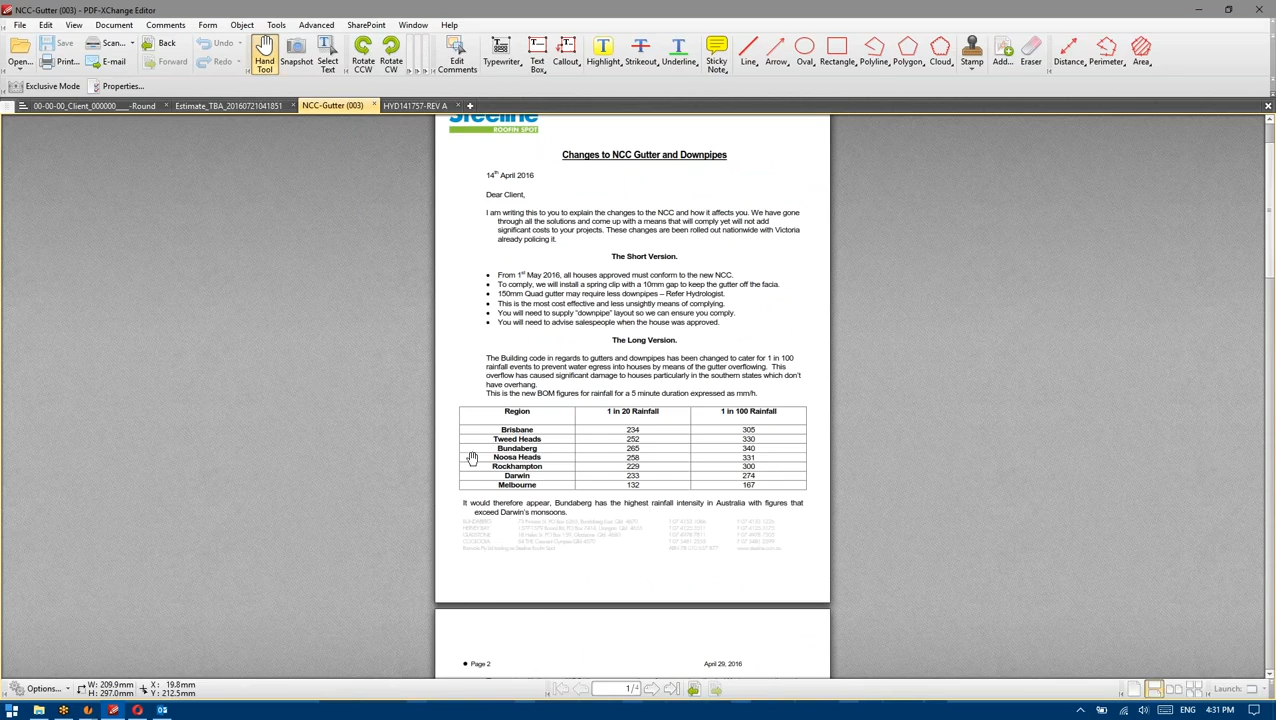 NCC-Gutter (003) - PDF-XChange Editor
File Edit View Document Comments Form Object Tools Advanced SharePoint Window Help
Open... Save Print... Scan... E-mail Back Forward Undo Redo Hand Tool Snapshot Select Text Rotate CCW Rotate CW Edit Comments Typewriter... Text Box... Callout... Highlight... Strikeout... Underline... Sticky Note... Line... Arrow... Oval... Rectangle... Polyline... Polygon... Cloud... Stamp Add... Eraser Distance... Perimeter... Area...
Exclusive Mode Properties...
00-00-00_Client_000000____-Round Estimate_TBA_20160721041851 NCC-Gutter (003) HYD141757-REV A
Steeline
ROOFIN SPOT
Changes to NCC Gutter and Downpipes
14th April 2016
Dear Client,
I am writing this to you to explain the changes to the NCC and how it affects you. We have gone
through all the solutions and come up with a means that will comply yet will not add
significant costs to your projects. These changes are been rolled out nationwide with Victoria
already policing it.
The Short Version.
• From 1st May 2016, all houses approved must conform to the new NCC.
• To comply, we will install a spring clip with a 10mm gap to keep the gutter off the facia.
• 150mm Quad gutter may require less downpipes – Refer Hydrologist.
• This is the most cost effective and less unsightly means of complying.
• You will need to supply "downpipe" layout so we can ensure you comply.
• You will need to advise salespeople when the house was approved.
The Long Version.
The Building code in regards to gutters and downpipes has been changed to cater for 1 in 100
rainfall events to prevent water egress into houses by means of the gutter overflowing. This
overflow has caused significant damage to houses particularly in the southern states which don't
have overhang.
This is the new BOM figures for rainfall for a 5 minute duration expressed as mm/h.
Region 1 in 20 Rainfall 1 in 100 Rainfall
Brisbane 234 305
Tweed Heads 252 330
Bundaberg 265 340
Noosa Heads 258 331
Rockhampton 229 300
Darwin 233 274
Melbourne 132 167
It would therefore appear, Bundaberg has the highest rainfall intensity in Australia with figures that
exceed Darwin's monsoons.
BUNDABERG
HERVEY BAY
GLADSTONE
COOLOOLA
• Page 2 April 29, 2016
Options... W: 209.9mm X: 19.8mm
H: 297.0mm Y: 212.5mm
1/4
Launch:
4:31 PM